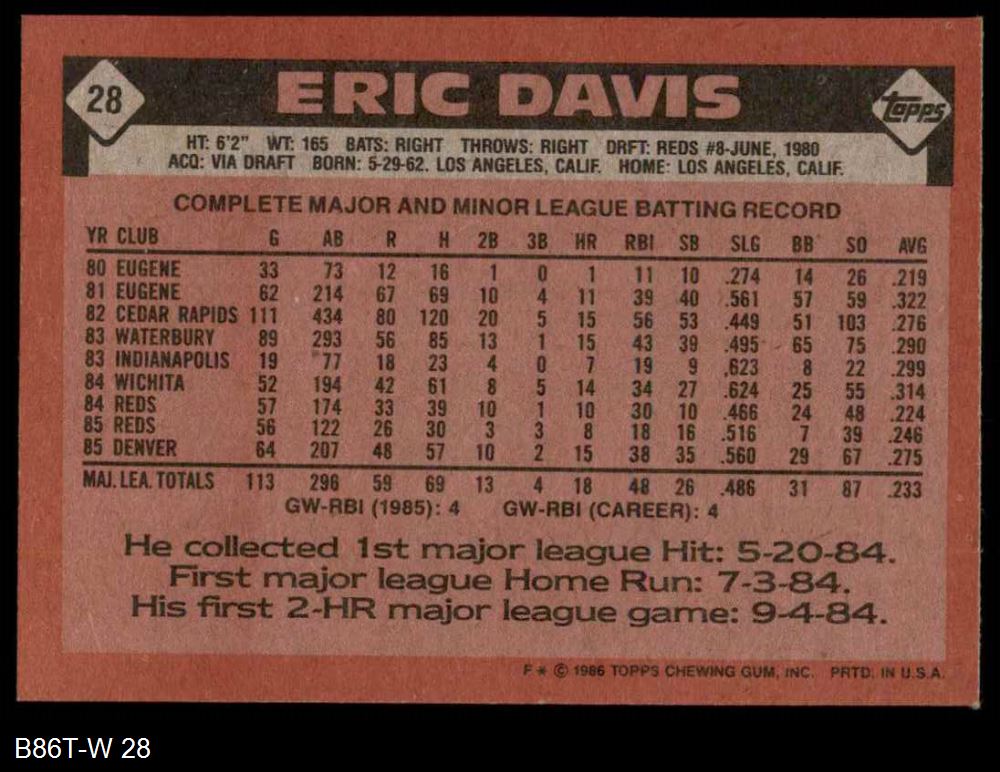 28
ERIC DAVIS
topps
HT: 6'2" WT: 165 BATS: RIGHT THROWS: RIGHT DRFT: REDS #8-JUNE, 1980
ACQ: VIA DRAFT BORN: 5-29-62. LOS ANGELES, CALIF. HOME: LOS ANGELES, CALIF.
COMPLETE MAJOR AND MINOR LEAGUE BATTING RECORD
YR CLUB G AB R H 2B 3B HR RBI SB SLG BB SO AVG
80 EUGENE 33 73 12 16 1 0 1 11 10 .274 14 26 .219
81 EUGENE 62 214 67 69 10 4 11 39 40 .561 57 59 .322
82 CEDAR RAPIDS 111 434 80 120 20 5 15 56 53 .449 51 103 .276
83 WATERBURY 89 293 56 85 13 1 15 43 39 .495 65 75 .290
83 INDIANAPOLIS 19 77 18 23 4 0 7 19 9 .623 8 22 .299
84 WICHITA 52 194 42 61 8 5 14 34 27 .624 25 55 .314
84 REDS 57 174 33 39 10 1 10 30 10 .466 24 48 .224
85 REDS 56 122 26 30 3 3 8 18 16 .516 7 39 .246
85 DENVER 64 207 48 57 10 2 15 38 35 .560 29 67 .275
MAJ. LEA. TOTALS 113 296 59 69 13 4 18 48 26 .486 31 87 .233
GW-RBI (1985): 4 GW-RBI (CAREER): 4
He collected 1st major league Hit: 5-20-84.
First major league Home Run: 7-3-84.
His first 2-HR major league game: 9-4-84.
F * © 1986 TOPPS CHEWING GUM, INC. PRTD. IN U.S.A.
B86T-W 28